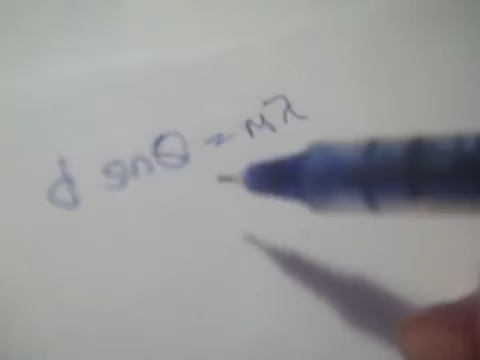 d sinθ = nλ